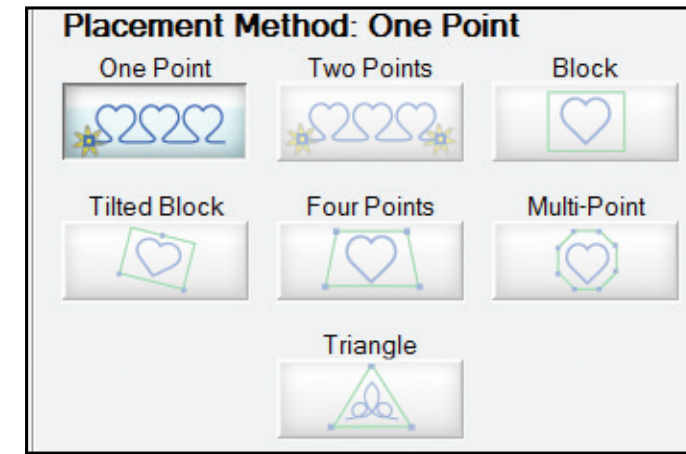 Placement Method: One Point
One Point Two Points Block
Tilted Block Four Points Multi-Point
Triangle